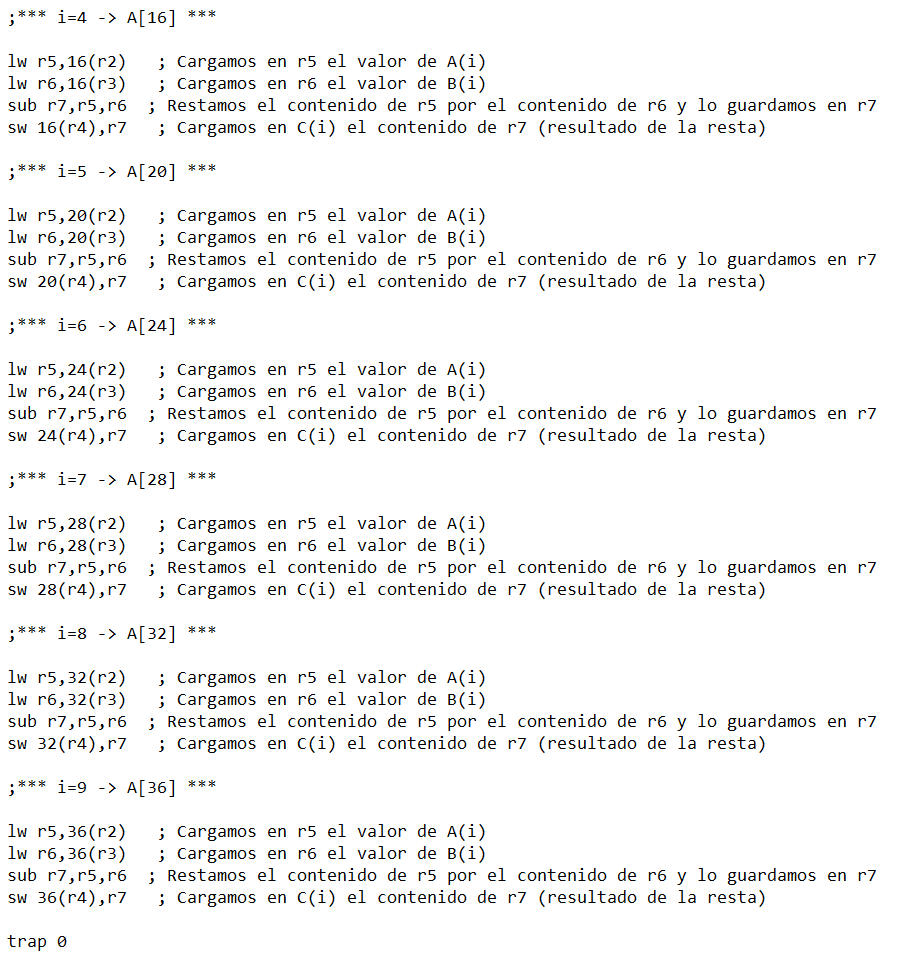 ;*** i=4 -> A[16] ***
lw r5,16(r2)   ; Cargamos en r5 el valor de A(i)
lw r6,16(r3)   ; Cargamos en r6 el valor de B(i)
sub r7,r5,r6  ; Restamos el contenido de r5 por el contenido de r6 y lo guardamos en r7
sw 16(r4),r7   ; Cargamos en C(i) el contenido de r7 (resultado de la resta)
;*** i=5 -> A[20] ***
lw r5,20(r2)   ; Cargamos en r5 el valor de A(i)
lw r6,20(r3)   ; Cargamos en r6 el valor de B(i)
sub r7,r5,r6  ; Restamos el contenido de r5 por el contenido de r6 y lo guardamos en r7
sw 20(r4),r7   ; Cargamos en C(i) el contenido de r7 (resultado de la resta)
;*** i=6 -> A[24] ***
lw r5,24(r2)   ; Cargamos en r5 el valor de A(i)
lw r6,24(r3)   ; Cargamos en r6 el valor de B(i)
sub r7,r5,r6  ; Restamos el contenido de r5 por el contenido de r6 y lo guardamos en r7
sw 24(r4),r7   ; Cargamos en C(i) el contenido de r7 (resultado de la resta)
;*** i=7 -> A[28] ***
lw r5,28(r2)   ; Cargamos en r5 el valor de A(i)
lw r6,28(r3)   ; Cargamos en r6 el valor de B(i)
sub r7,r5,r6  ; Restamos el contenido de r5 por el contenido de r6 y lo guardamos en r7
sw 28(r4),r7   ; Cargamos en C(i) el contenido de r7 (resultado de la resta)
;*** i=8 -> A[32] ***
lw r5,32(r2)   ; Cargamos en r5 el valor de A(i)
lw r6,32(r3)   ; Cargamos en r6 el valor de B(i)
sub r7,r5,r6  ; Restamos el contenido de r5 por el contenido de r6 y lo guardamos en r7
sw 32(r4),r7   ; Cargamos en C(i) el contenido de r7 (resultado de la resta)
;*** i=9 -> A[36] ***
lw r5,36(r2)   ; Cargamos en r5 el valor de A(i)
lw r6,36(r3)   ; Cargamos en r6 el valor de B(i)
sub r7,r5,r6  ; Restamos el contenido de r5 por el contenido de r6 y lo guardamos en r7
sw 36(r4),r7   ; Cargamos en C(i) el contenido de r7 (resultado de la resta)
trap 0